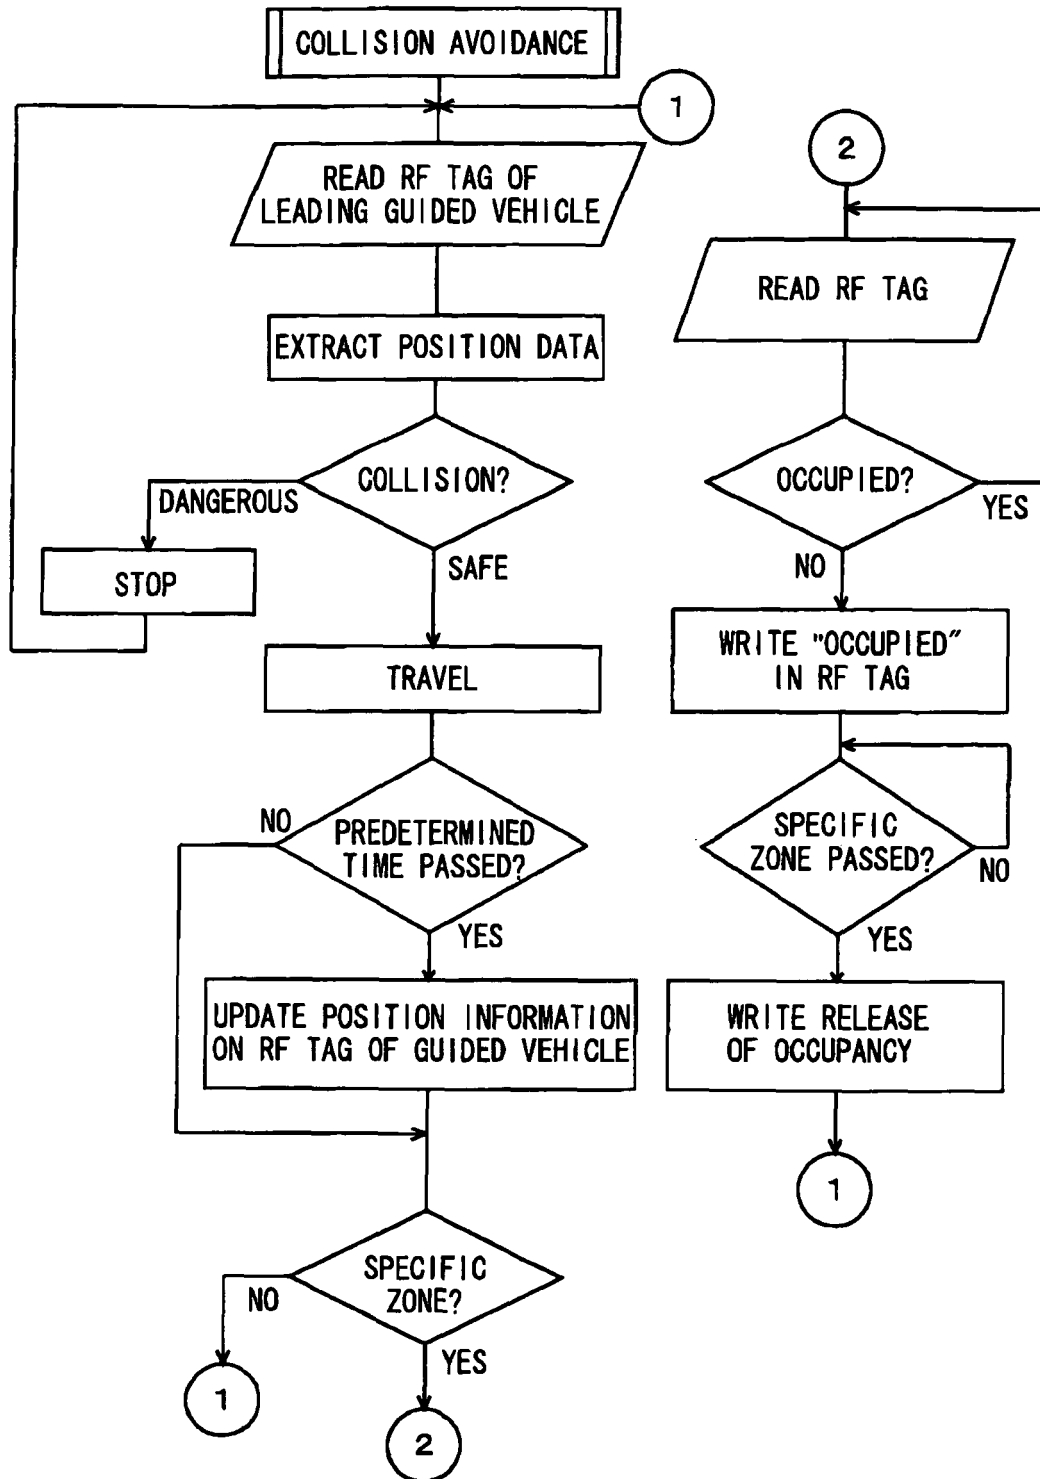 COLLISION AVOIDANCE
1
READ RF TAG OF
LEADING GUIDED VEHICLE
EXTRACT POSITION DATA
COLLISION?
DANGEROUS
STOP
SAFE
TRAVEL
PREDETERMINED
TIME PASSED?
NO
YES
UPDATE POSITION INFORMATION
ON RF TAG OF GUIDED VEHICLE
SPECIFIC
ZONE?
NO
1
YES
2
2
READ RF TAG
OCCUPIED?
YES
NO
WRITE "OCCUPIED"
IN RF TAG
SPECIFIC
ZONE PASSED?
NO
YES
WRITE RELEASE
OF OCCUPANCY
1